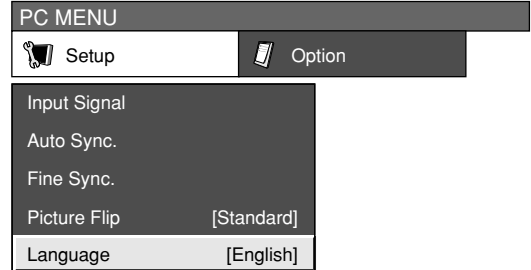 PC MENU
Setup Option
Input Signal
Auto Sync.
Fine Sync.
Picture Flip [Standard]
Language [English]